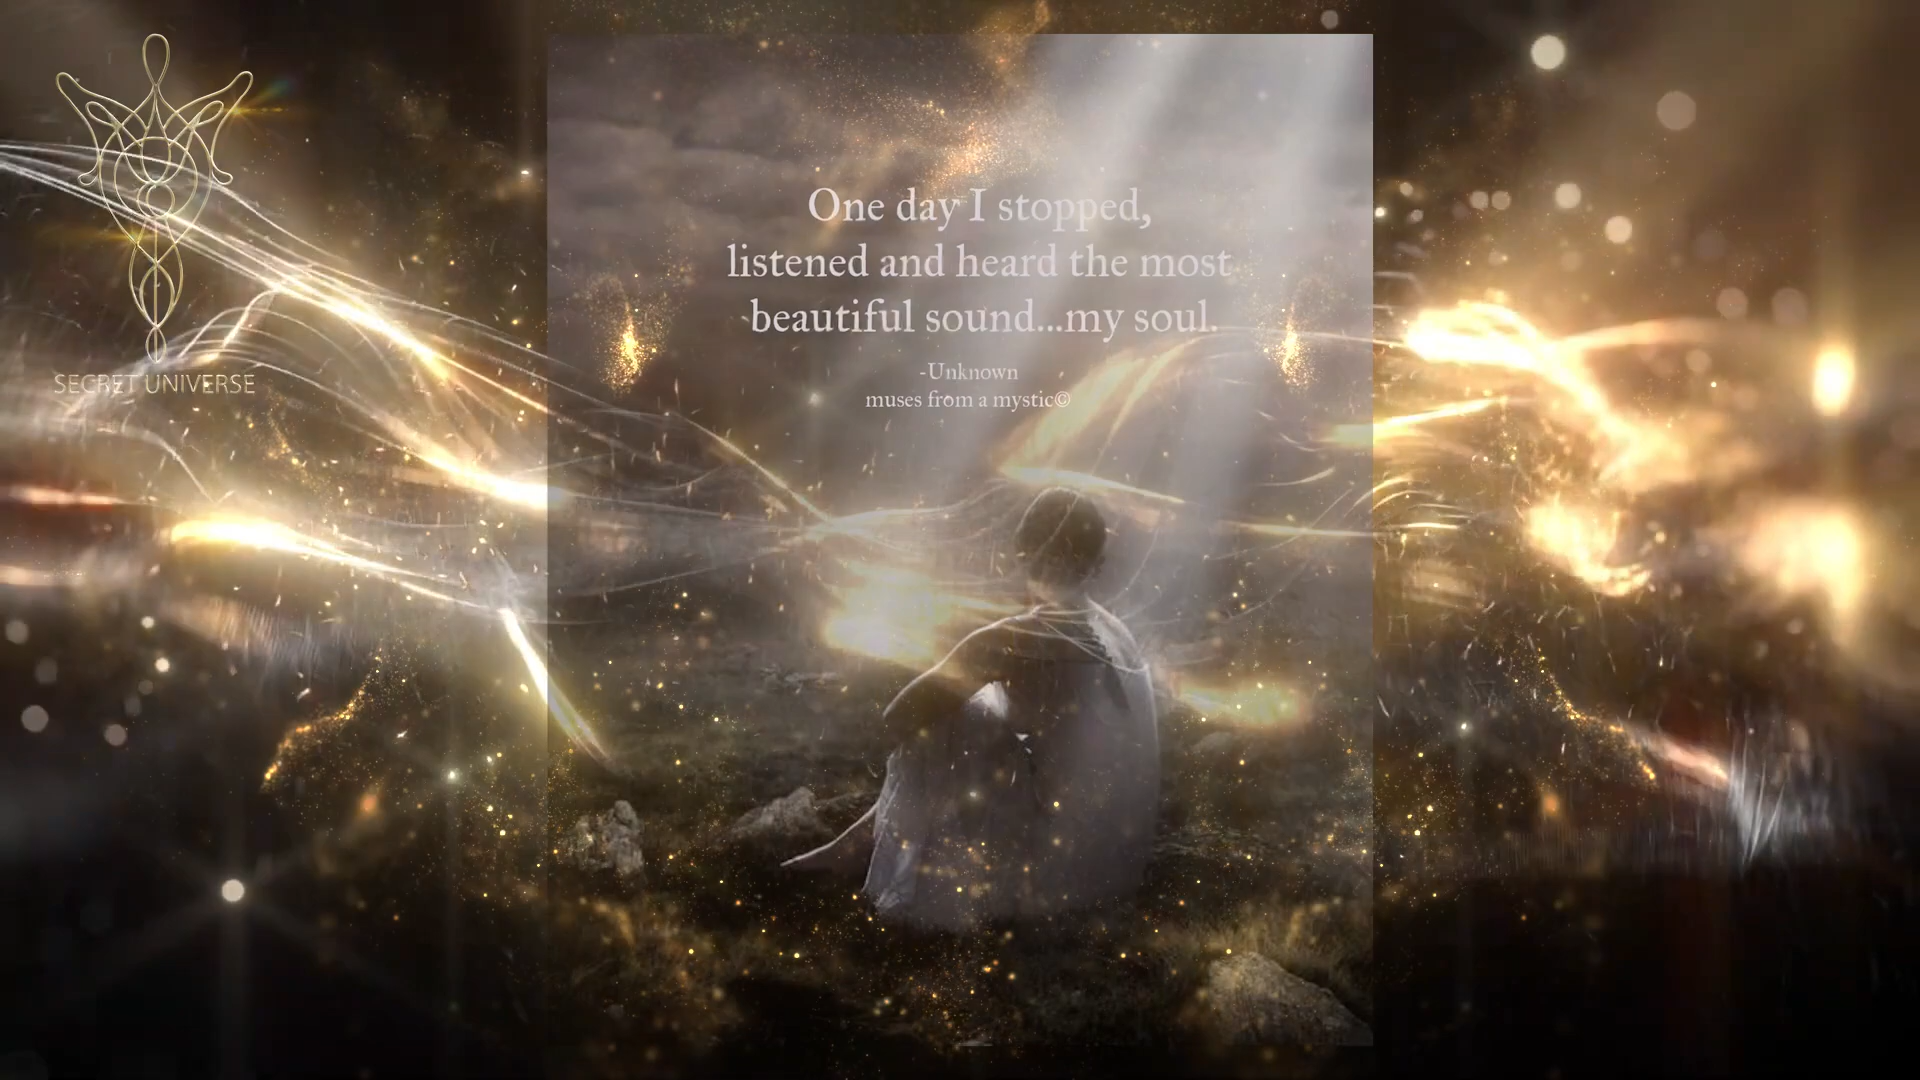 One day I stopped,
listened and heard the most
beautiful sound...my soul.
-Unknown
muses from a mystic©
SECRET UNIVERSE